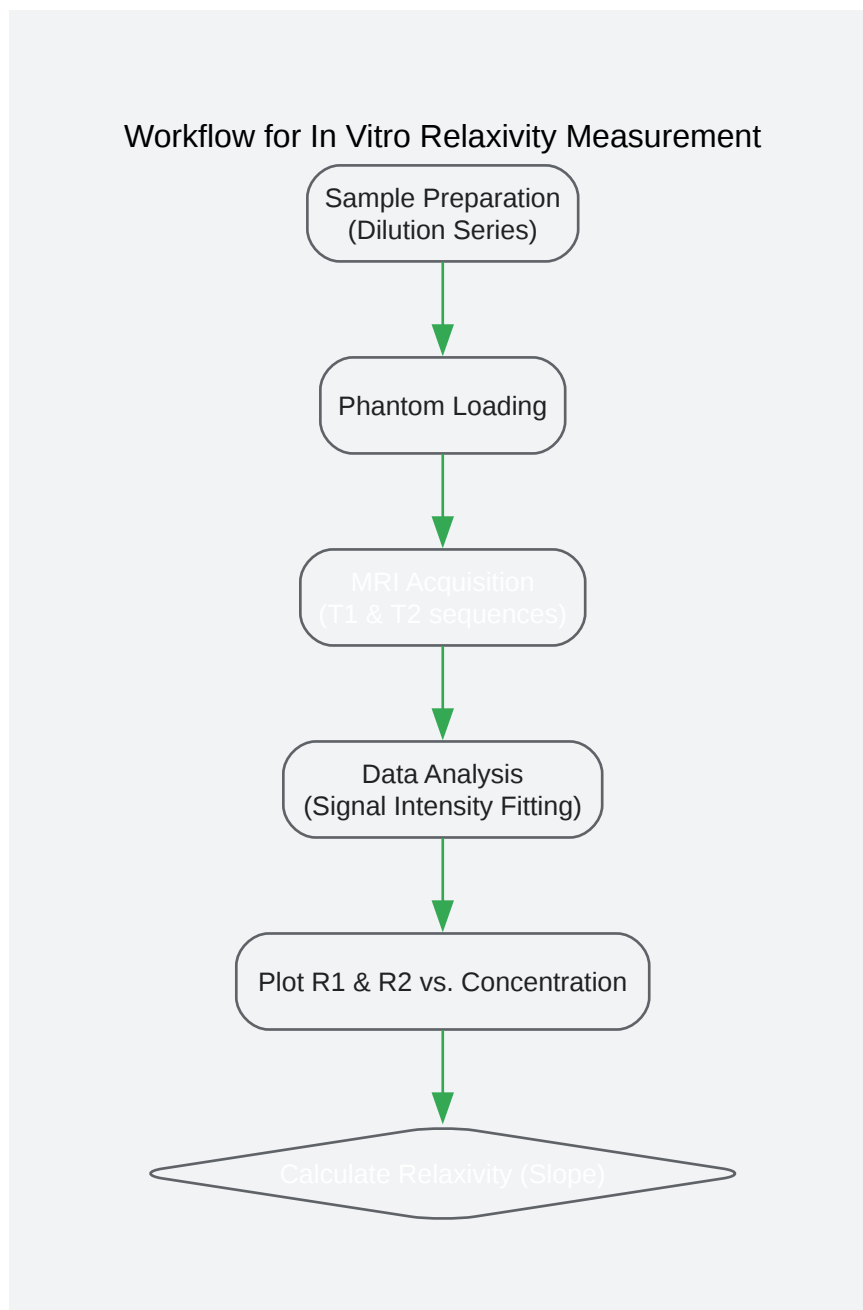 Workflow for In Vitro Relaxivity Measurement
Sample Preparation
(Dilution Series)
Phantom Loading
MRI Acquisition
(T1 & T2 sequences)
Data Analysis
(Signal Intensity Fitting)
Plot R1 & R2 vs. Concentration
Calculate Relaxivity (Slope)